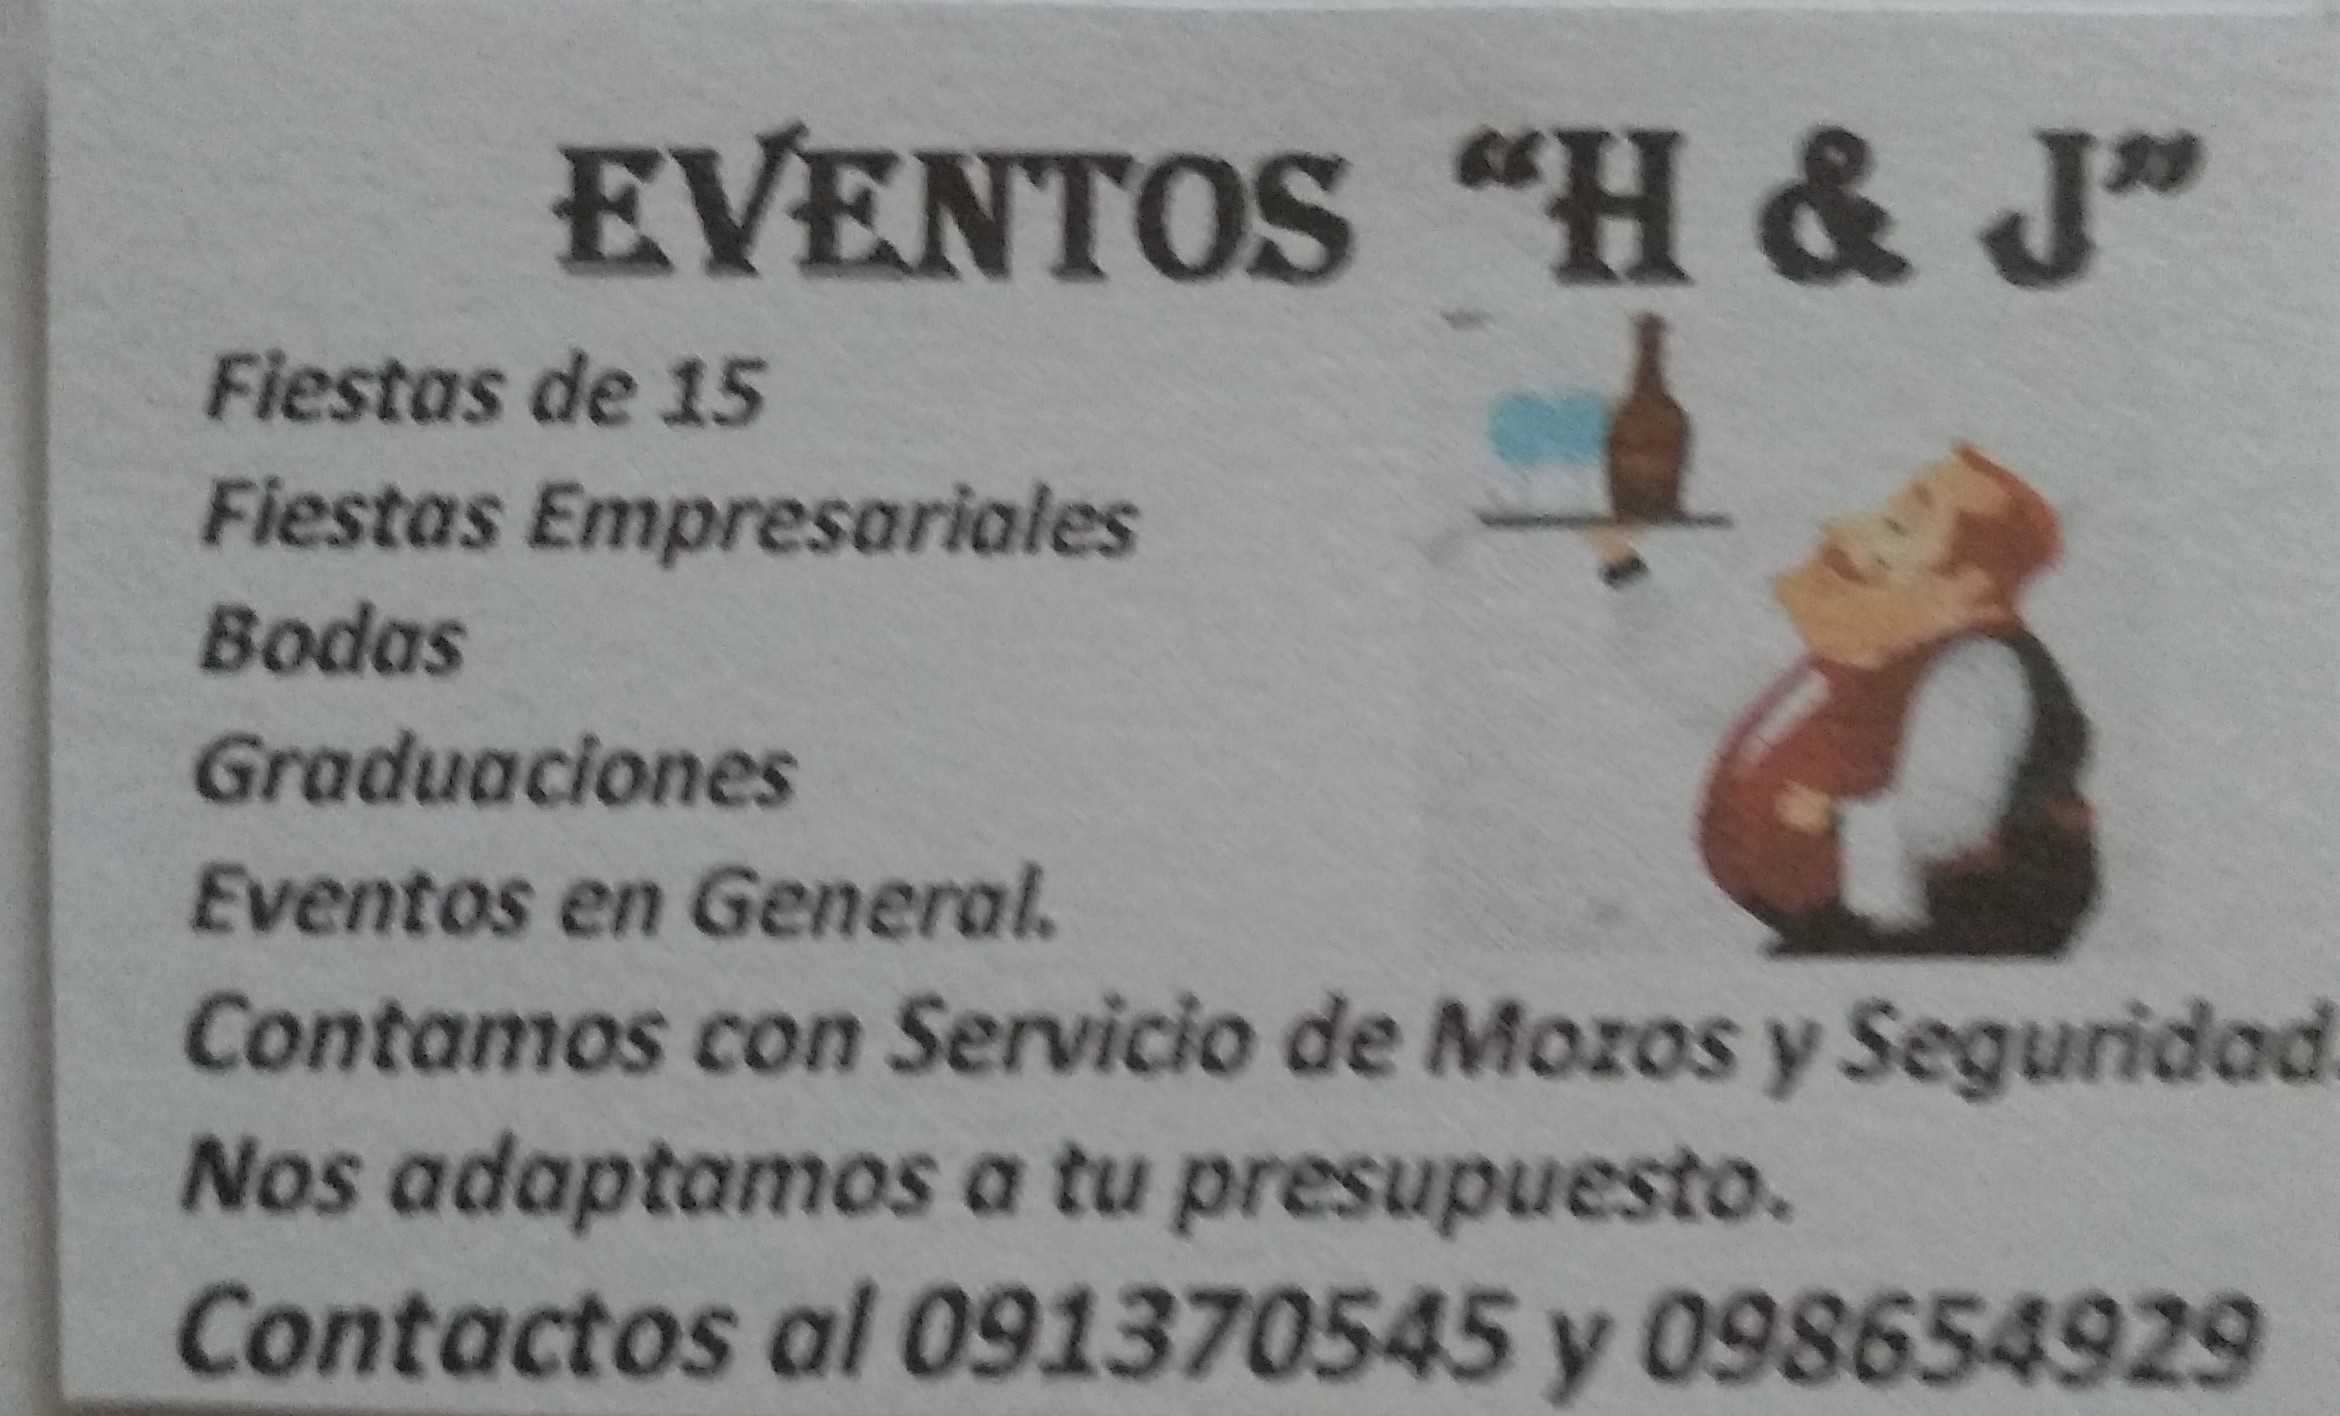 EVENTOS “H & J”
Fiestas de 15
Fiestas Empresariales
Bodas
Graduaciones
Eventos en General.
Contamos con Servicio de Mozos y Seguridad.
Nos adaptamos a tu presupuesto.
Contactos al 091370545 y 098654929